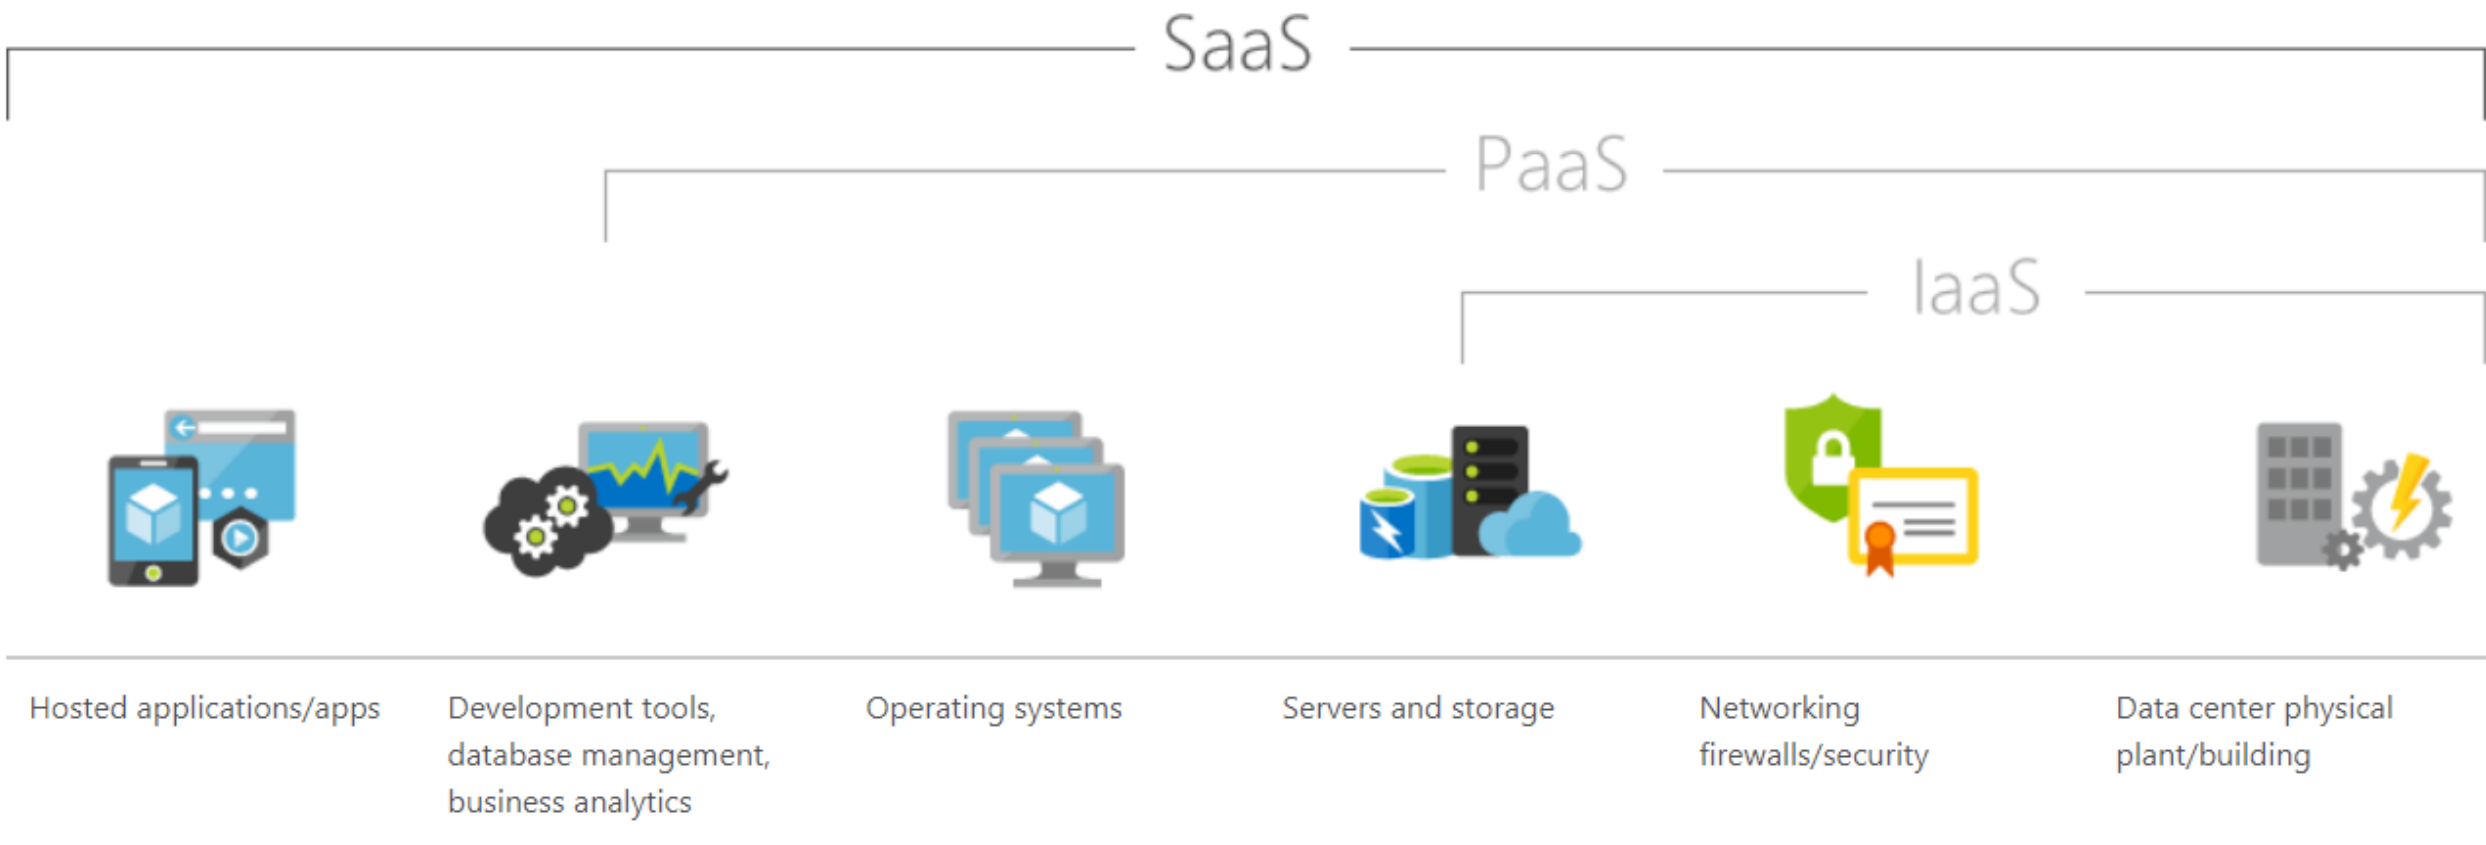 SaaS
PaaS
IaaS
Hosted applications/apps
Development tools,
database management,
business analytics
Operating systems
Servers and storage
Networking
firewalls/security
Data center physical
plant/building